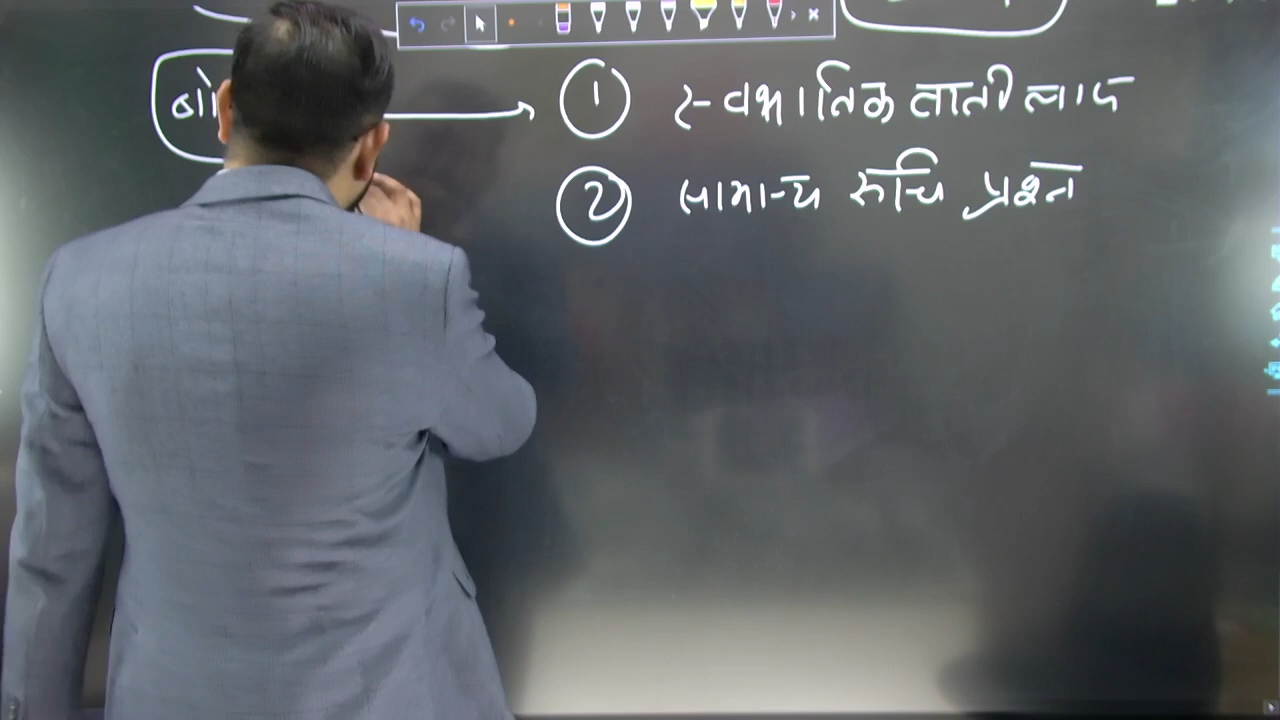 ① स्वभाविक वार्तालाप
② सामान्य रूचि प्रश्न